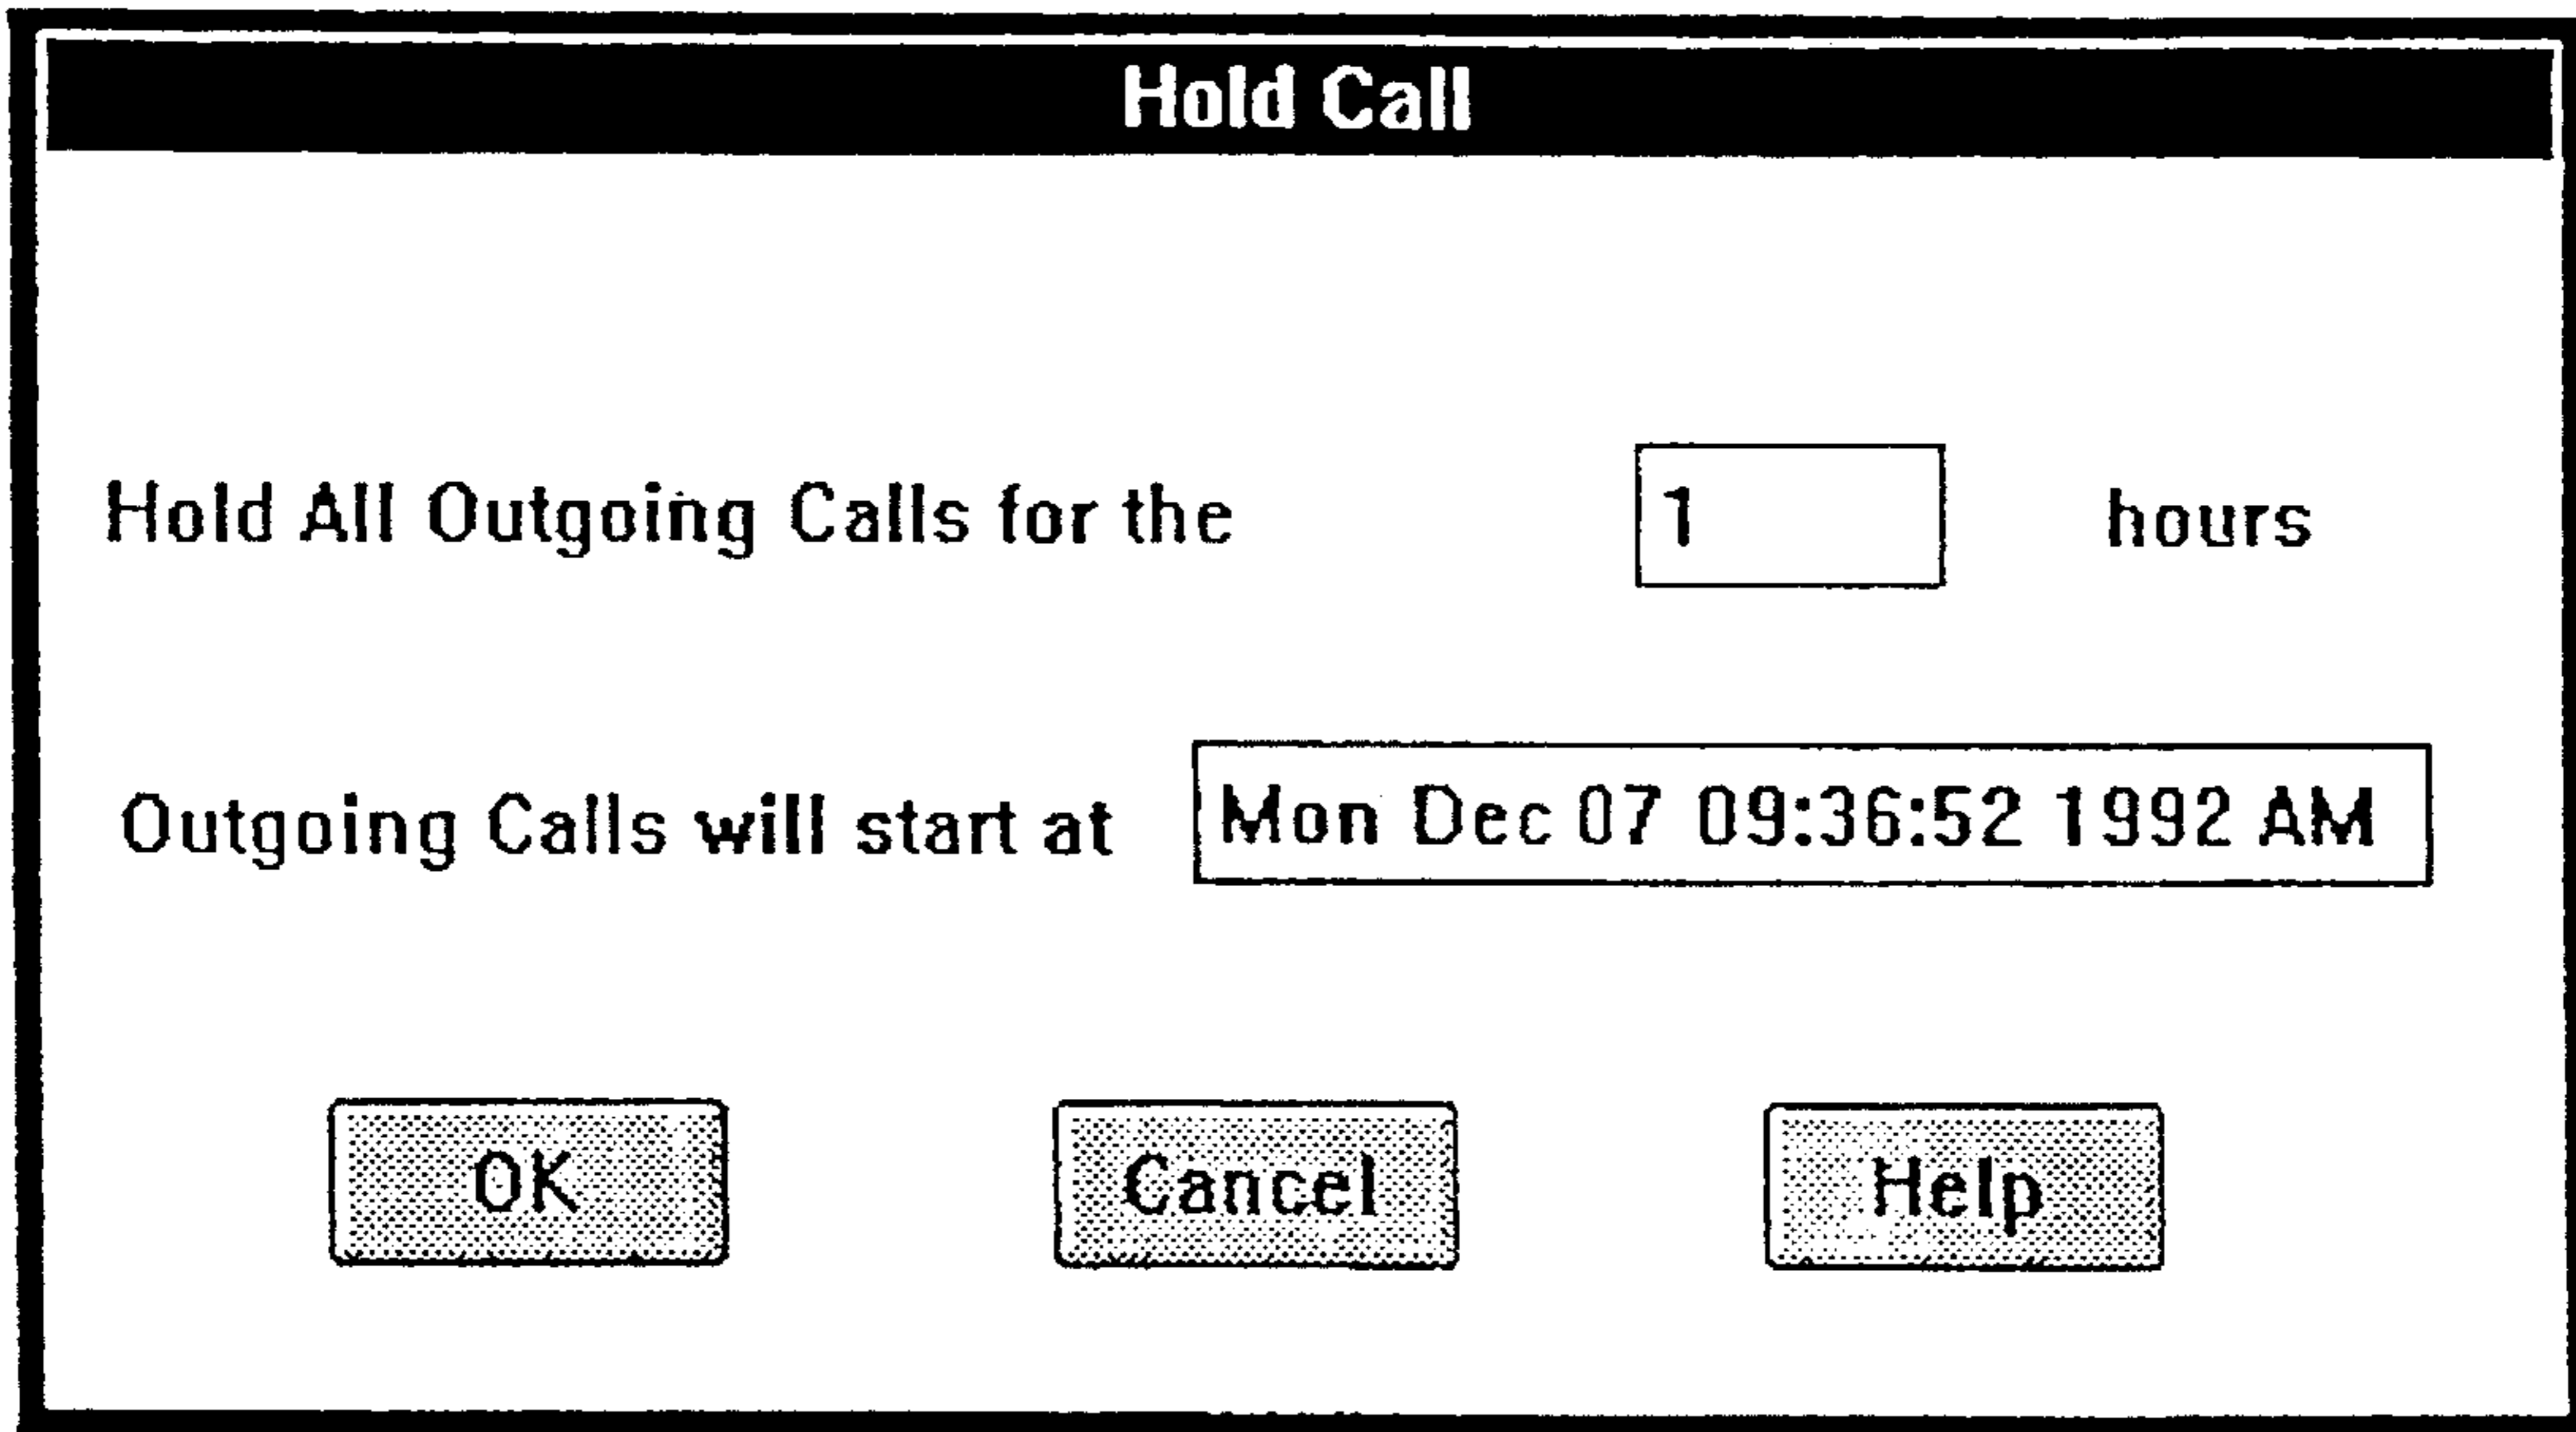 Hold Call
Hold All Outgoing Calls for the 1 hours
Outgoing Calls will start at Mon Dec 07 09:36:52 1992 AM
OK Cancel Help